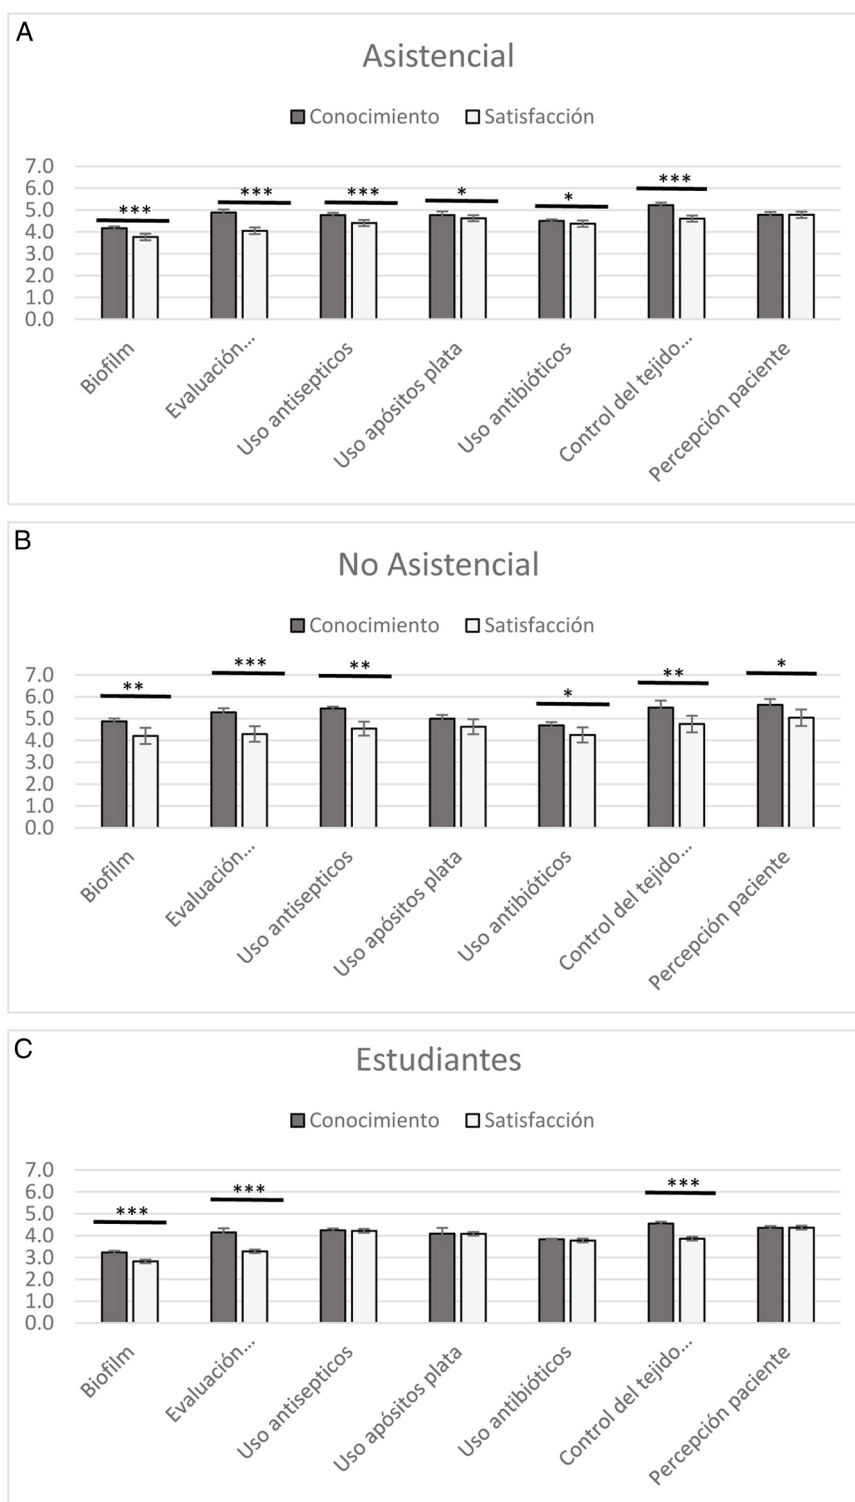 A
Asistencial
Conocimiento Satisfacción
7.0
*** *** *** * * ***
6.0
5.0
4.0
3.0
2.0
1.0
0.0
Biofilm
Evaluación...
Uso antisepticos
Uso apósitos plata
Uso antibióticos
Control del tejido...
Percepción paciente
B
No Asistencial
Conocimiento Satisfacción
** *** ** * ** *
7.0
6.0
5.0
4.0
3.0
2.0
1.0
0.0
Biofilm
Evaluación...
Uso antisepticos
Uso apósitos plata
Uso antibióticos
Control del tejido...
Percepción paciente
C
Estudiantes
Conocimiento Satisfacción
7.0
*** *** ***
6.0
5.0
4.0
3.0
2.0
1.0
0.0
Biofilm
Evaluación...
Uso antisepticos
Uso apósitos plata
Uso antibióticos
Control del tejido...
Percepción paciente